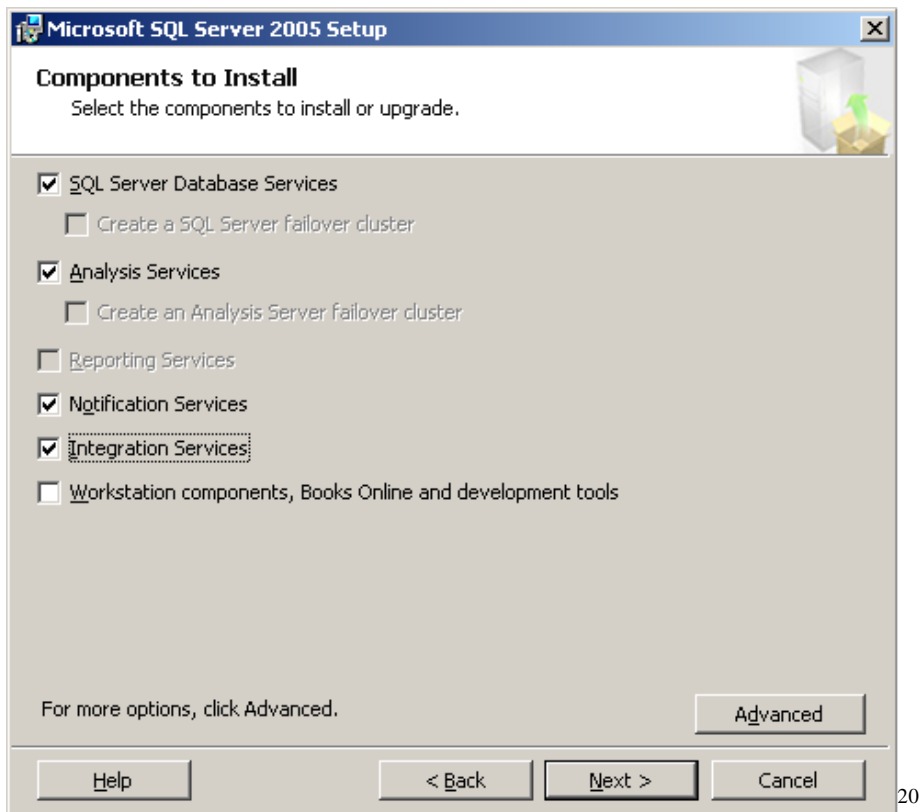 Microsoft SQL Server 2005 Setup
Components to Install
Select the components to install or upgrade.
SQL Server Database Services
Create a SQL Server failover cluster
Analysis Services
Create an Analysis Server failover cluster
Reporting Services
Notification Services
Integration Services
Workstation components, Books Online and development tools
For more options, click Advanced.
Advanced
Help
< Back
Next >
Cancel
20